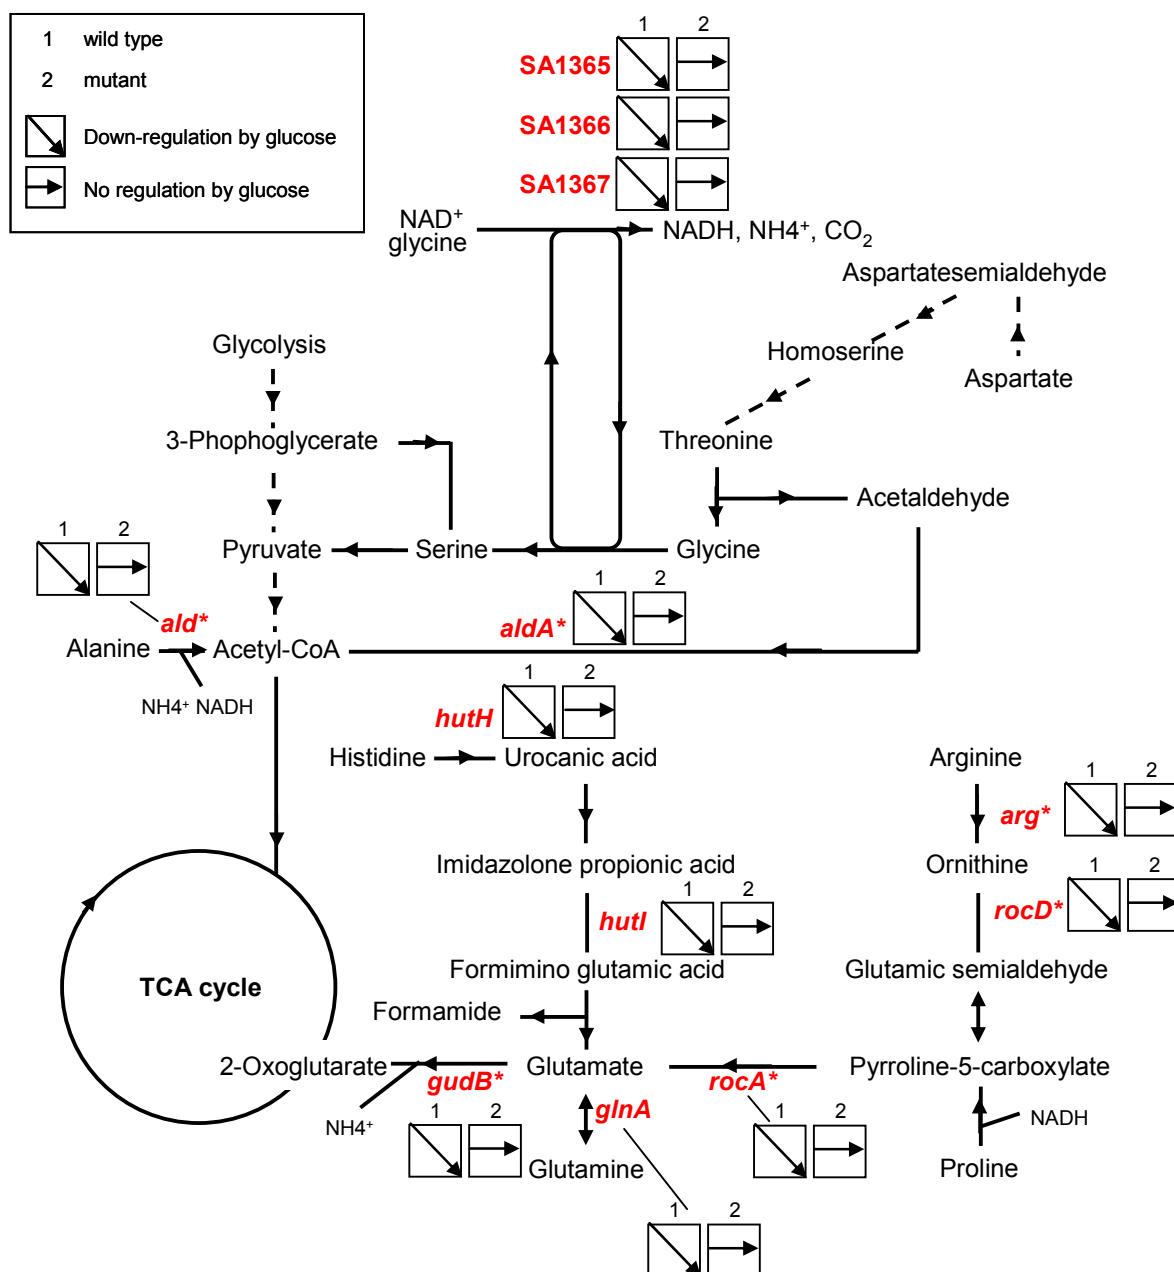 1 wild type
2 mutant
Down-regulation by glucose
No regulation by glucose
1 2
SA1365
SA1366
SA1367
NAD+
glycine
NADH, NH4+, CO2
Aspartatesemialdehyde
Homoserine
Aspartate
Glycolysis
3-Phophoglycerate
Threonine
Acetaldehyde
1 2
Pyruvate
Serine
Glycine
1 2
ald*
aldA*
Alanine
Acetyl-CoA
NH4+ NADH
1 2
hutH
Histidine
Urocanic acid
Arginine
1 2
arg*
Imidazolone propionic acid
Ornithine
1 2
1 2
rocD*
hutI
Formimino glutamic acid
Glutamic semialdehyde
TCA cycle
Formamide
2-Oxoglutarate
Glutamate
Pyrroline-5-carboxylate
gudB*
rocA*
glnA
NH4+
1 2
1 2
NADH
Glutamine
Proline
1 2